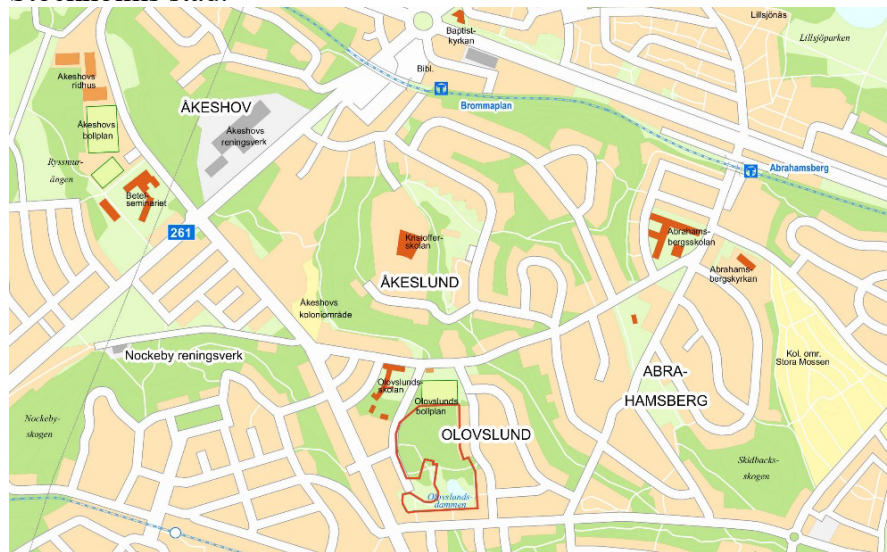 Lillsjönäs
Lillsjöparken
Baptist-
kyrkan
Bibl.
Brommaplan
Åkeshovs
ridhus
ÅKESHOV
Åkeshovs
bollplan
Åkeshovs
reningsverk
Ryssmur-
ängen
Betel-
seminariet
261
Abrahamsberg
Kristoffer-
skolan
Abrahams-
bergsskolan
Abrahams-
bergskyrkan
ÅKESLUND
Åkeshovs
koloniområde
Nockeby reningsverk
Kol. omr.
Stora Mossen
ABRA-
HAMSBERG
Olovslunds-
skolan
Olovslunds
bollplan
OLOVSLUND
Nockeby-
skogen
Skidbacks-
skogen
Olovslunds-
dammen